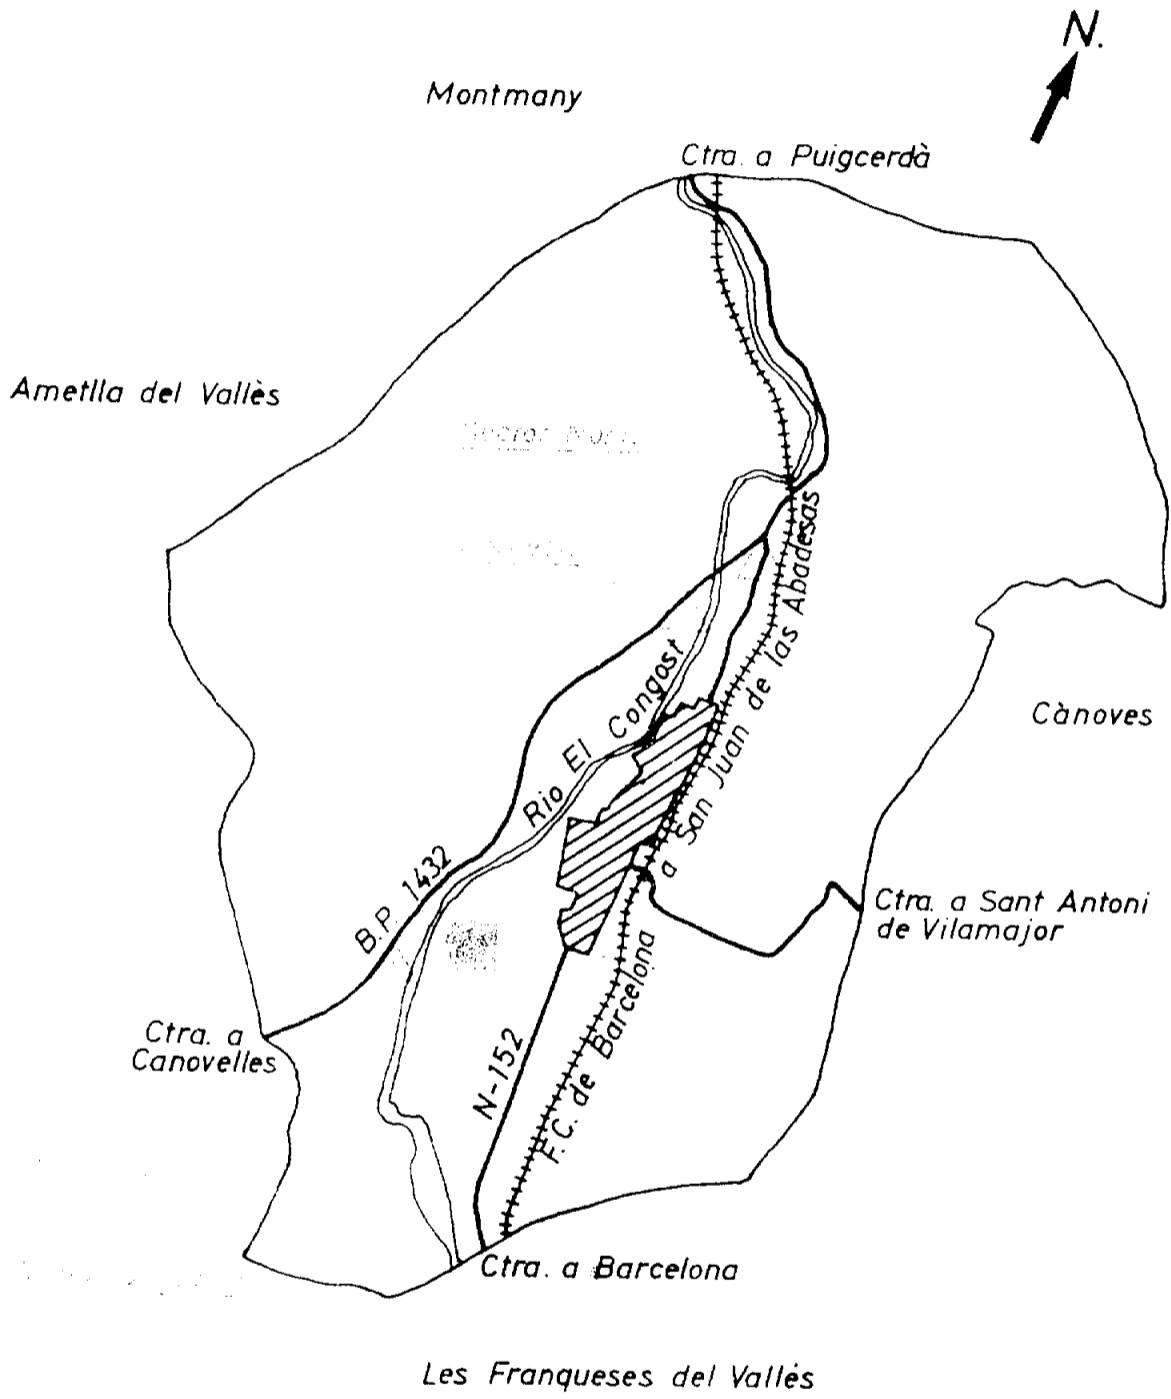 N.
Montmany
Ctra. a Puigcerdà
Ametlla del Vallès
Cànoves
Rio El Congost
B.P. 1432
Ctra. a Sant Antoni
de Vilamajor
Ctra. a
Canovelles
N-152
F.C. de Barcelona a San Juan de las Abadesas
Ctra. a Barcelona
Les Franqueses del Vallès